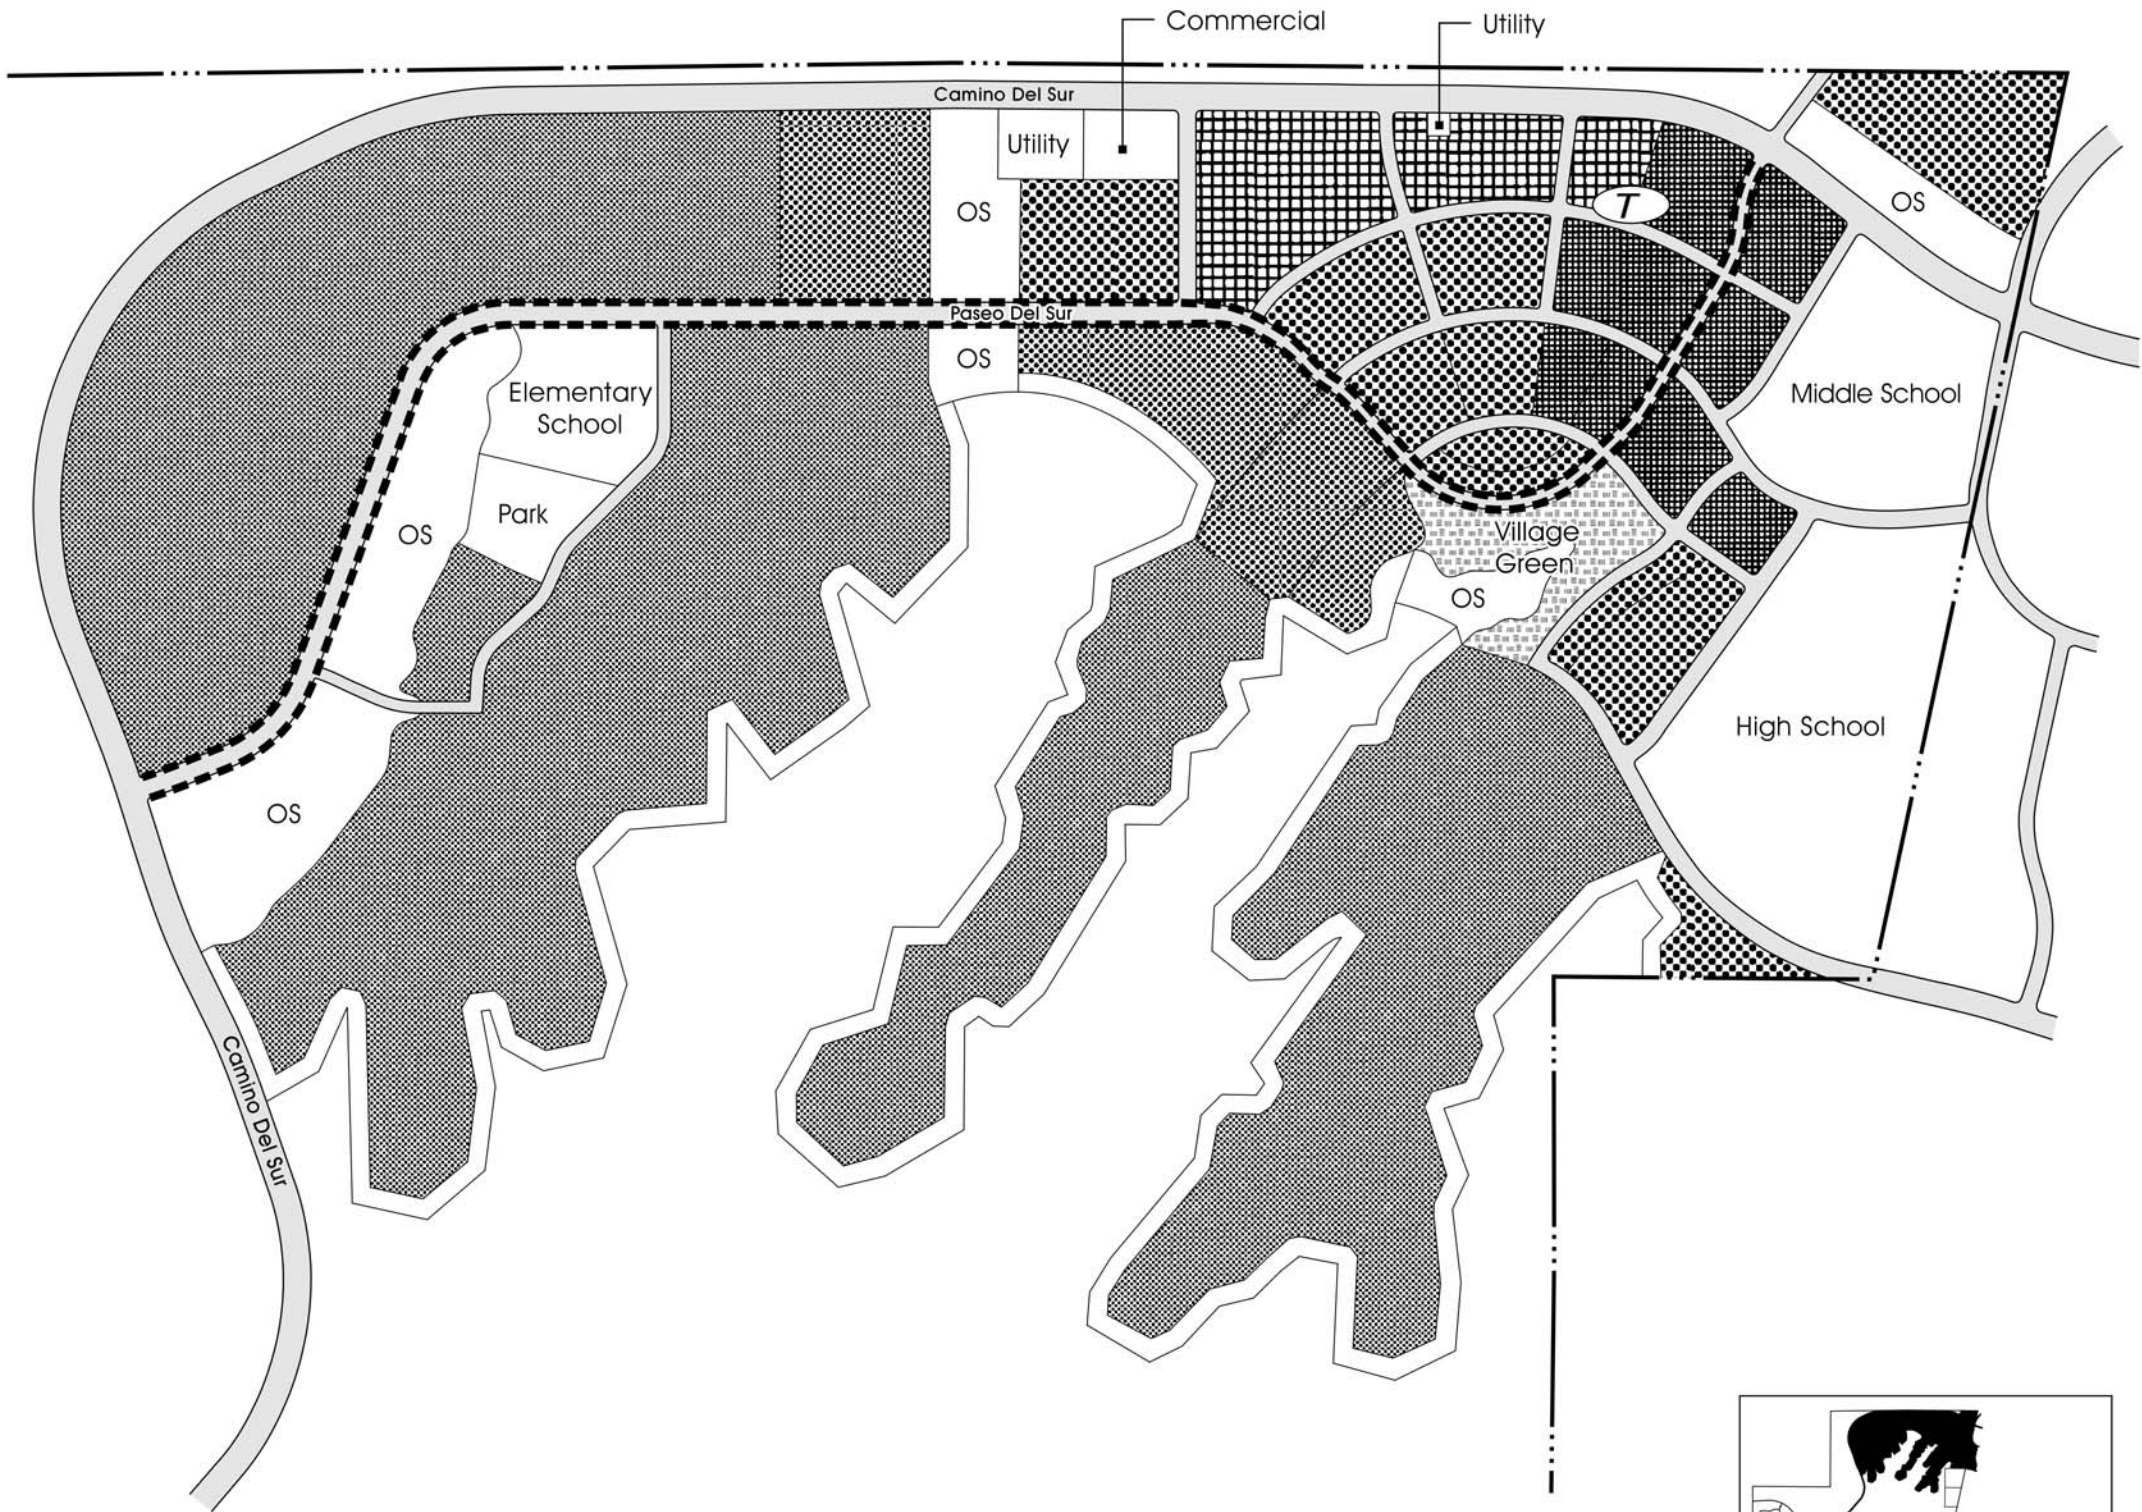 Commercial
Utility
Camino Del Sur
Utility
OS
OS
T
Paseo Del Sur
OS
Elementary
School
Middle School
Park
OS
Village
Green
OS
High School
OS
Camino Del Sur